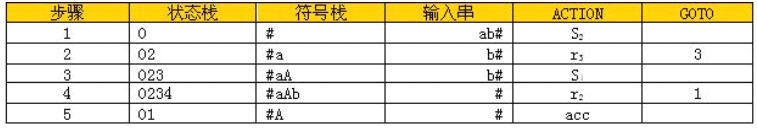 步骤 状态栈 符号栈 输入串 ACTION GOTO
1 0 # ab# S₂
2 02 #a b# r₃ 3
3 023 #aA b# S₄
4 0234 #aAb # r₂ 1
5 01 #A # acc